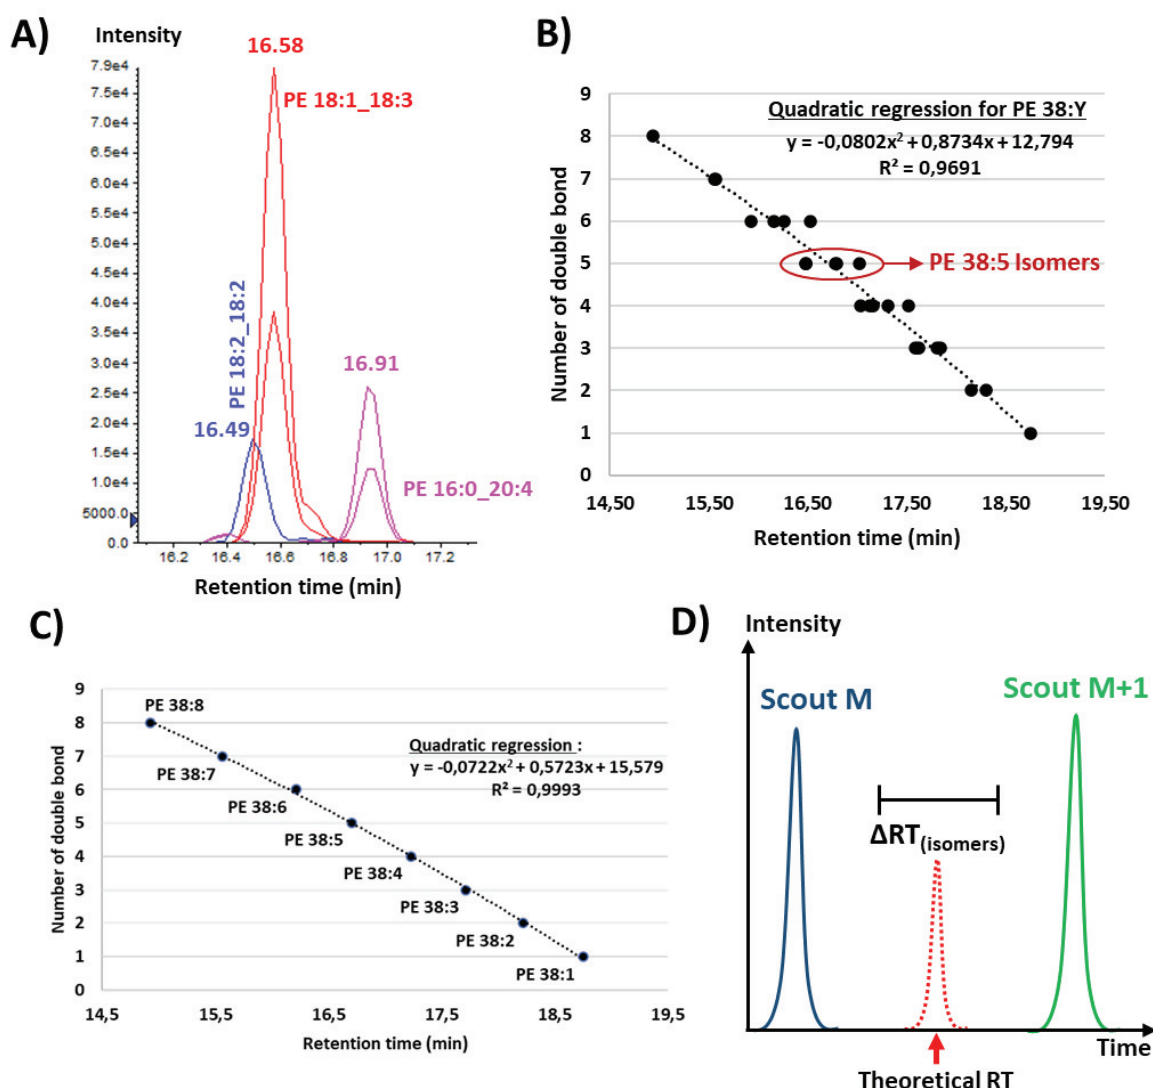 A)
Intensity
16.58
7.9e4
7.5e4
7.0e4
6.5e4
6.0e4
5.5e4
5.0e4
4.5e4
4.0e4
3.5e4
3.0e4
2.5e4
2.0e4
1.5e4
1.0e4
5000.0
0.0
PE 18:1_18:3
PE 18:2_18:2
16.49
16.91
PE 16:0_20:4
16.2 16.4 16.6 16.8 17.0 17.2
Retention time (min)
B)
Number of double bond
9
8
7
6
5
4
3
2
1
0
Quadratic regression for PE 38:Y
y = -0,0802x² + 0,8734x + 12,794
R² = 0,9691
PE 38:5 Isomers
14,50 15,50 16,50 17,50 18,50 19,50
Retention time (min)
C)
Number of double bond
9
8
7
6
5
4
3
2
1
0
PE 38:8
PE 38:7
PE 38:6
PE 38:5
PE 38:4
PE 38:3
PE 38:2
PE 38:1
Quadratic regression :
y = -0,0722x² + 0,5723x + 15,579
R² = 0,9993
14,5 15,5 16,5 17,5 18,5 19,5
Retention time (min)
D)
Intensity
Scout M
Scout M+1
ΔRT(isomers)
Time
Theoretical RT